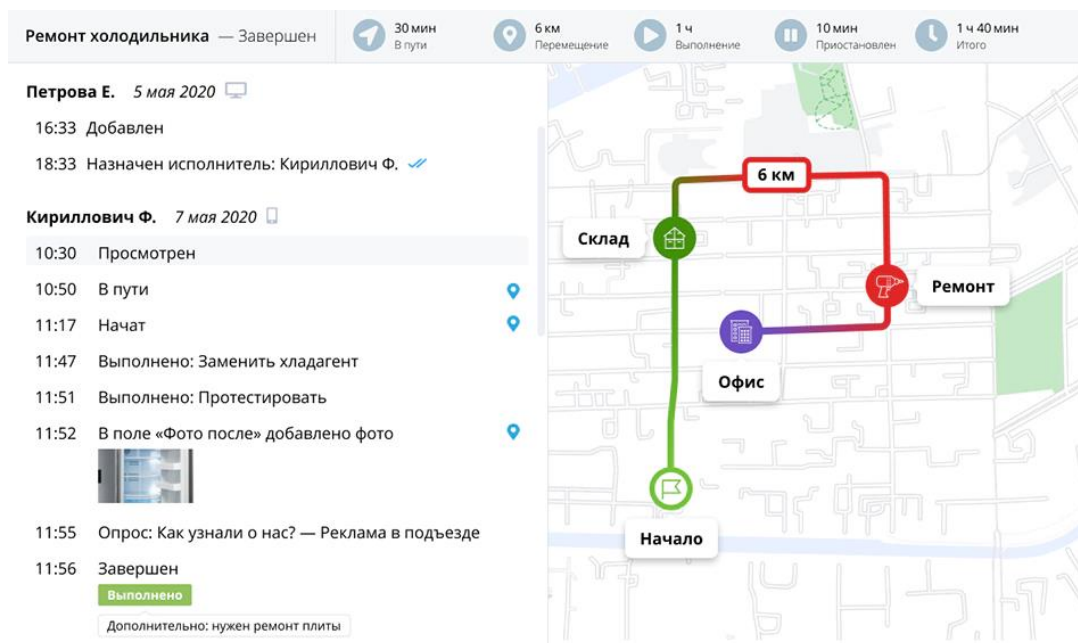 Ремонт холодильника — Завершен
30 мин
В пути
6 км
Перемещение
1 ч
Выполнение
10 мин
Приостановлен
1 ч 40 мин
Итого
Петрова Е. 5 мая 2020
16:33 Добавлен
18:33 Назначен исполнитель: Кириллович Ф.
Кириллович Ф. 7 мая 2020
10:30 Просмотрен
10:50 В пути
11:17 Начат
11:47 Выполнено: Заменить хладагент
11:51 Выполнено: Протестировать
11:52 В поле «Фото после» добавлено фото
11:55 Опрос: Как узнали о нас? — Реклама в подъезде
11:56 Завершен
Выполнено
Дополнительно: нужен ремонт плиты
6 км
Склад
Ремонт
Офис
Начало